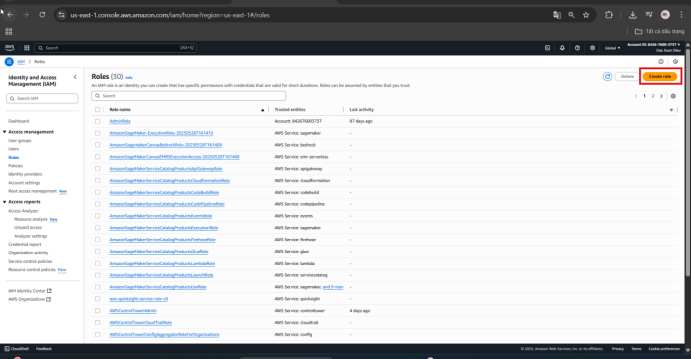 us-east-1.console.aws.amazon.com/iam/home?region=us-east-1#/roles
Tất cả dấu trang
aws
Search
[Alt+S]
Global
IAM > Roles
Identity and Access Management (IAM)
Search IAM
Dashboard
Access management
User groups
Users
Roles
Policies
Identity providers
Account settings
Root access management New
Access reports
Access Analyzer
Resource analysis New
Unused access
Analyzer settings
Credential report
Organization activity
Service control policies
Resource control policies New
IAM Identity Center
AWS Organizations
Roles (30) Info
Delete
Create role
An IAM role is an identity you can create that has specific permissions with credentials that are valid for short durations. Roles can be assumed by entities that you trust.
Search
1 2
Role name Trusted entities Last activity
AdminRole Account: 842676003737 87 days ago
AmazonSageMaker-ExecutionRole-20250528T161410 AWS Service: sagemaker -
AmazonSagemakerCanvasBedrockRole-20250528T161409 AWS Service: bedrock -
AmazonSageMakerCanvasEMRSExecutionAccess-20250528T161409 AWS Service: emr-serverless -
AmazonSageMakerServiceCatalogProductsApiGatewayRole AWS Service: apigateway -
AmazonSageMakerServiceCatalogProductsCloudformationRole AWS Service: cloudformation -
AmazonSageMakerServiceCatalogProductsCodeBuildRole AWS Service: codebuild -
AmazonSageMakerServiceCatalogProductsCodePipelineRole AWS Service: codepipeline -
AmazonSageMakerServiceCatalogProductsEventsRole AWS Service: events -
AmazonSageMakerServiceCatalogProductsExecutionRole AWS Service: sagemaker -
AmazonSageMakerServiceCatalogProductsFirehoseRole AWS Service: firehose -
AmazonSageMakerServiceCatalogProductsGlueRole AWS Service: glue -
AmazonSageMakerServiceCatalogProductsLambdaRole AWS Service: lambda -
AmazonSageMakerServiceCatalogProductsLaunchRole AWS Service: servicecatalog -
AmazonSageMakerServiceCatalogProductsUseRole AWS Service: sagemaker, and 9 mor -
aws-quicksight-service-role-v0 AWS Service: quicksight -
AWSControlTowerAdmin AWS Service: controltower 4 days ago
AWSControlTowerCloudTrailRole AWS Service: cloudtrail -
AWSControlTowerConfigAggregatorRoleForOrganizations AWS Service: config -
CloudShell Feedback
© 2025, Amazon Web Services, Inc. or its affiliates. Privacy Terms Cookie preferences